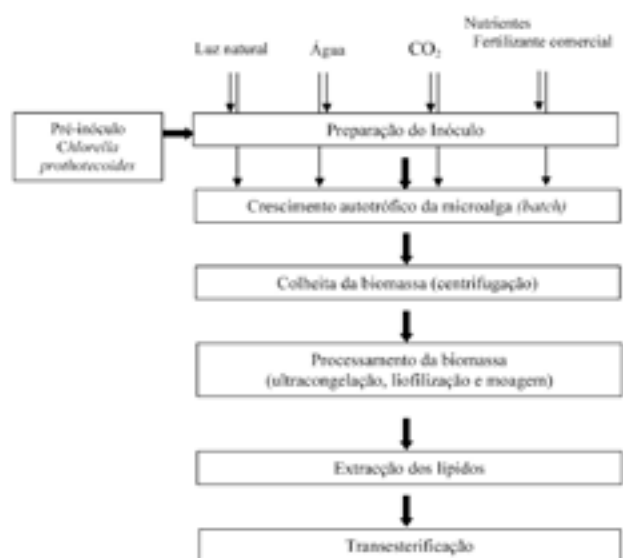 Nutrientes
Fertilizante comercial
Luz natural
Água
CO₂
Pré-inóculo
Chlorella
prothotecoides
Preparação do Inóculo
Crescimento autotrófico da microalga (batch)
Colheita da biomassa (centrifugação)
Processamento da biomassa
(ultracongelação, liofilização e moagem)
Extracção dos lípidos
Transesterificação